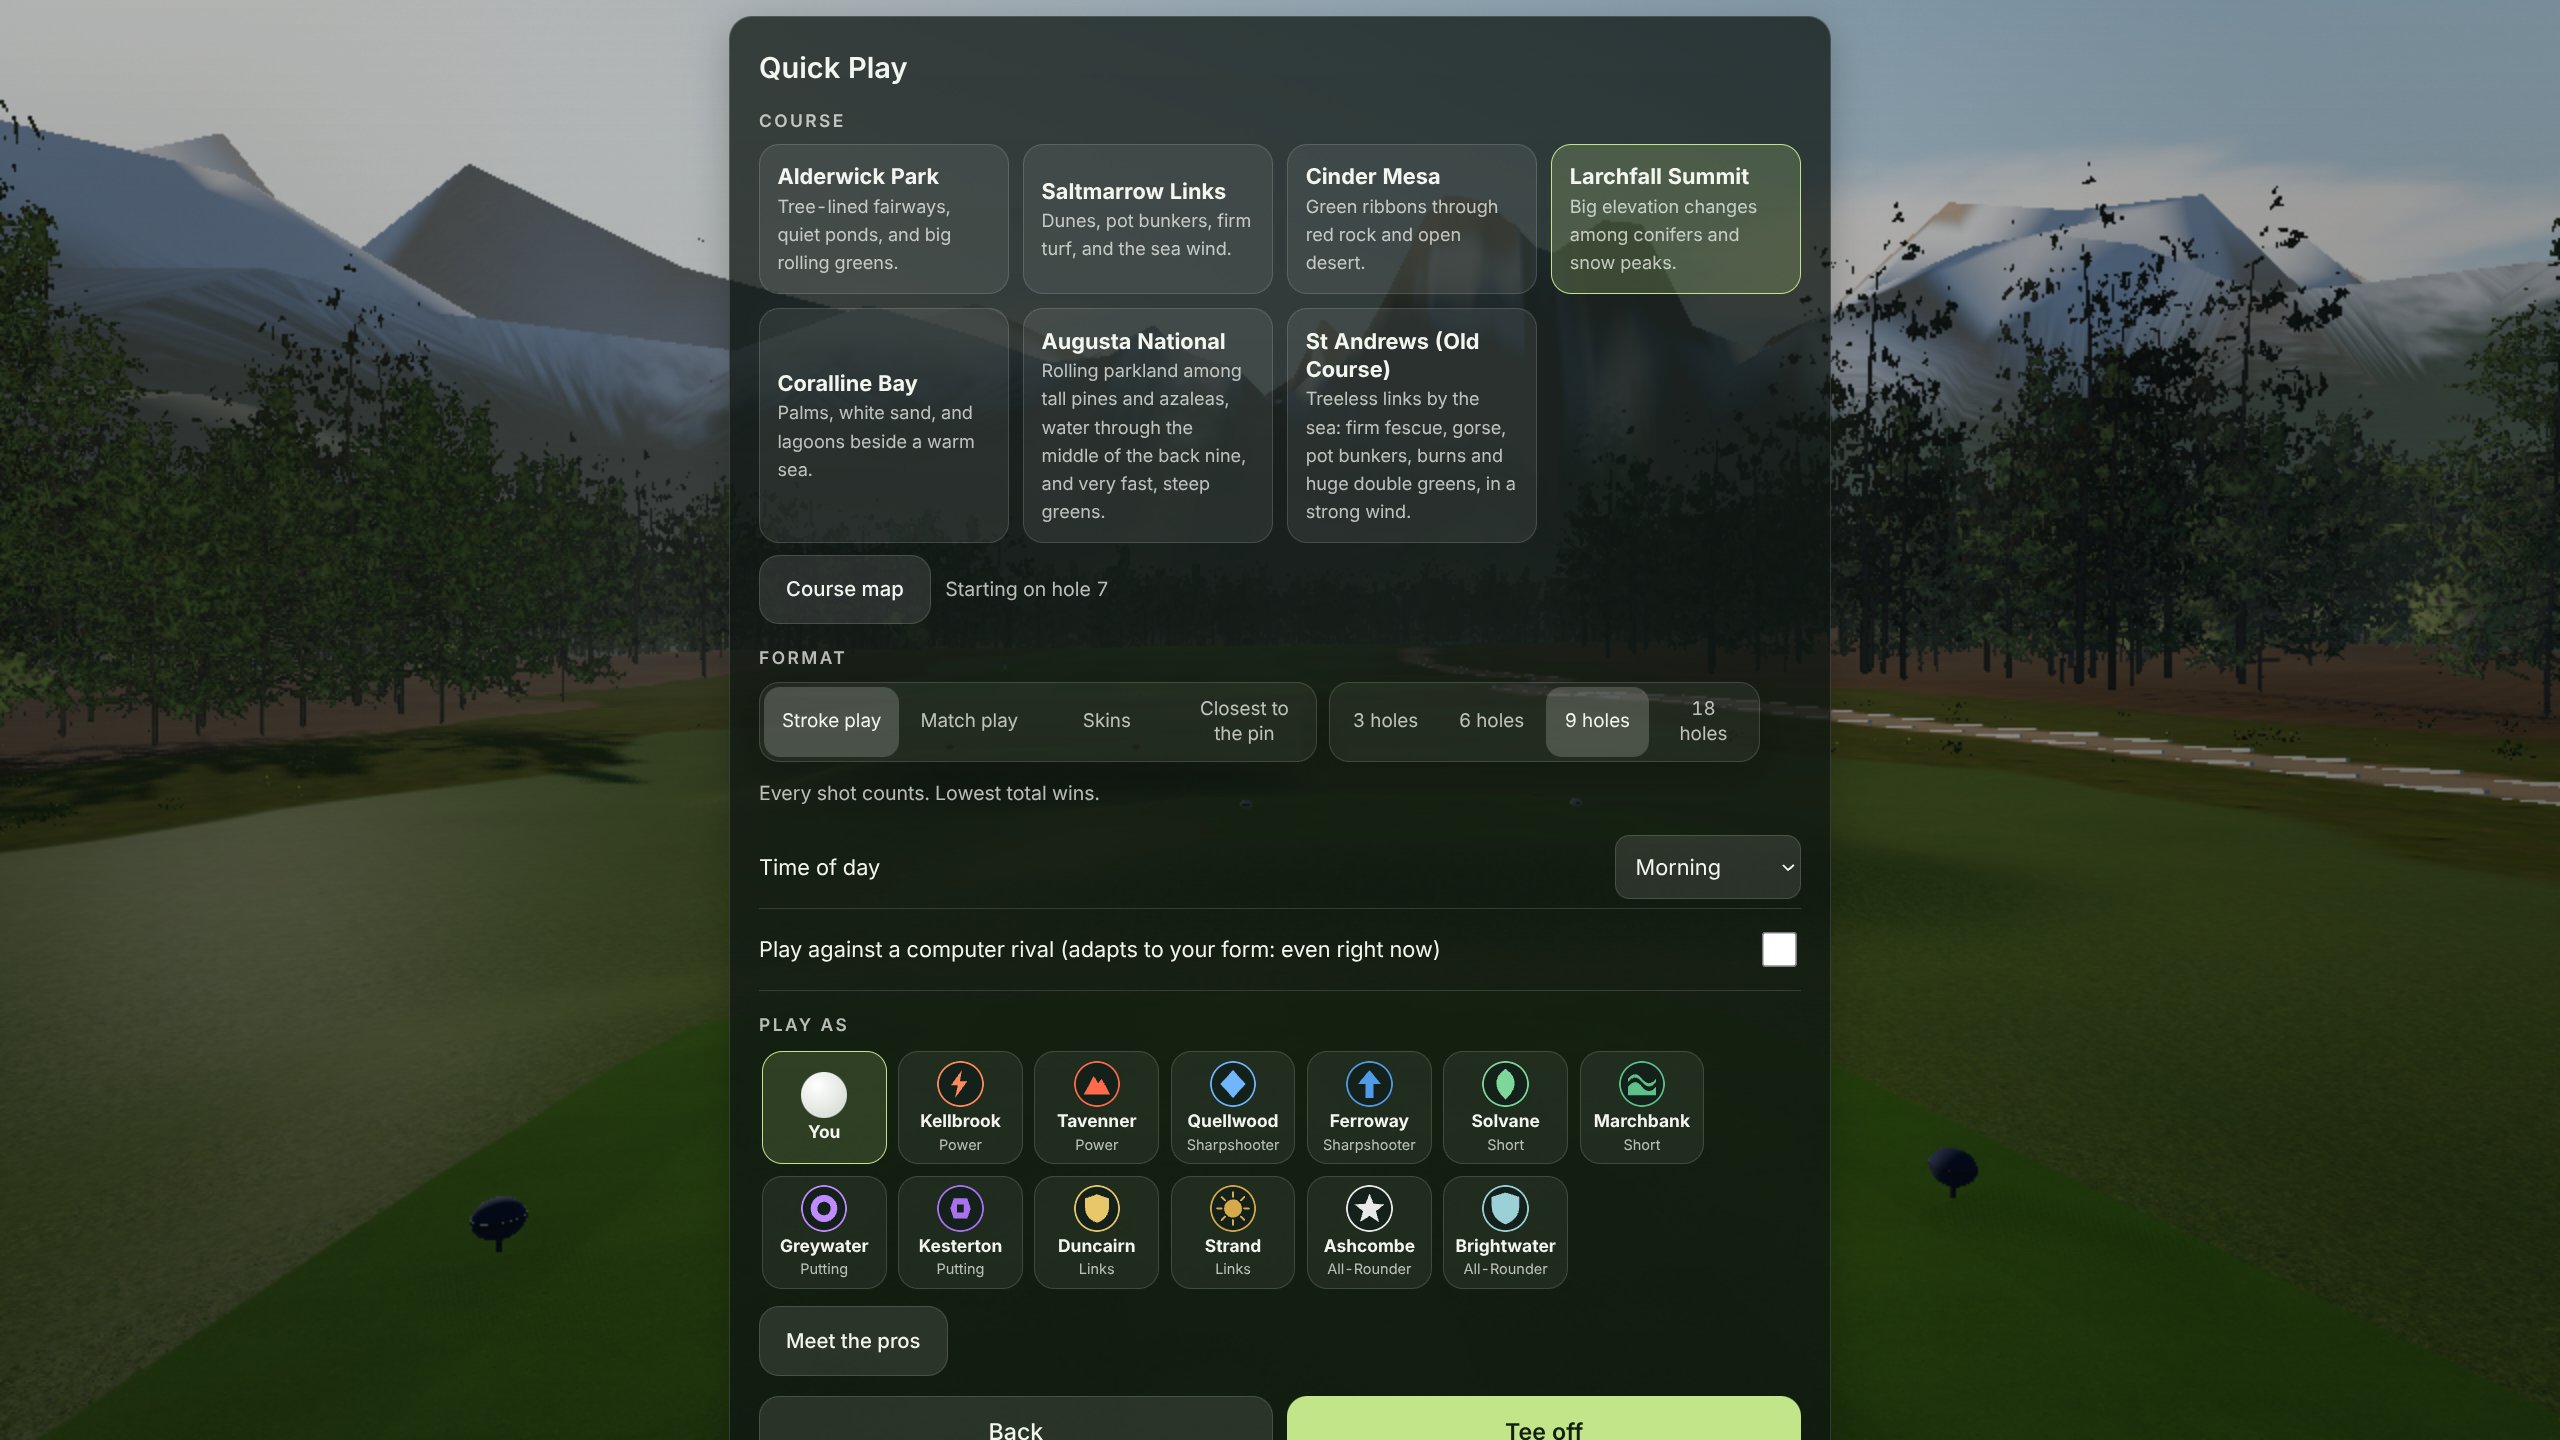 Quick Play
COURSE
Alderwick Park
Tree-lined fairways,
quiet ponds, and big
rolling greens.
Saltmarrow Links
Dunes, pot bunkers, firm
turf, and the sea wind.
Cinder Mesa
Green ribbons through
red rock and open
desert.
Larchfall Summit
Big elevation changes
among conifers and
snow peaks.
Coralline Bay
Palms, white sand, and
lagoons beside a warm
sea.
Augusta National
Rolling parkland among
tall pines and azaleas,
water through the
middle of the back nine,
and very fast, steep
greens.
St Andrews (Old
Course)
Treeless links by the
sea: firm fescue, gorse,
pot bunkers, burns and
huge double greens, in a
strong wind.
Course map
Starting on hole 7
FORMAT
Stroke play
Match play
Skins
Closest to
the pin
3 holes
6 holes
9 holes
18
holes
Every shot counts. Lowest total wins.
Time of day
Morning
Play against a computer rival (adapts to your form: even right now)
PLAY AS
You
Kellbrook
Power
Tavenner
Power
Quellwood
Sharpshooter
Ferroway
Sharpshooter
Solvane
Short
Marchbank
Short
Greywater
Putting
Kesterton
Putting
Duncairn
Links
Strand
Links
Ashcombe
All-Rounder
Brightwater
All-Rounder
Meet the pros
Back
Tee off